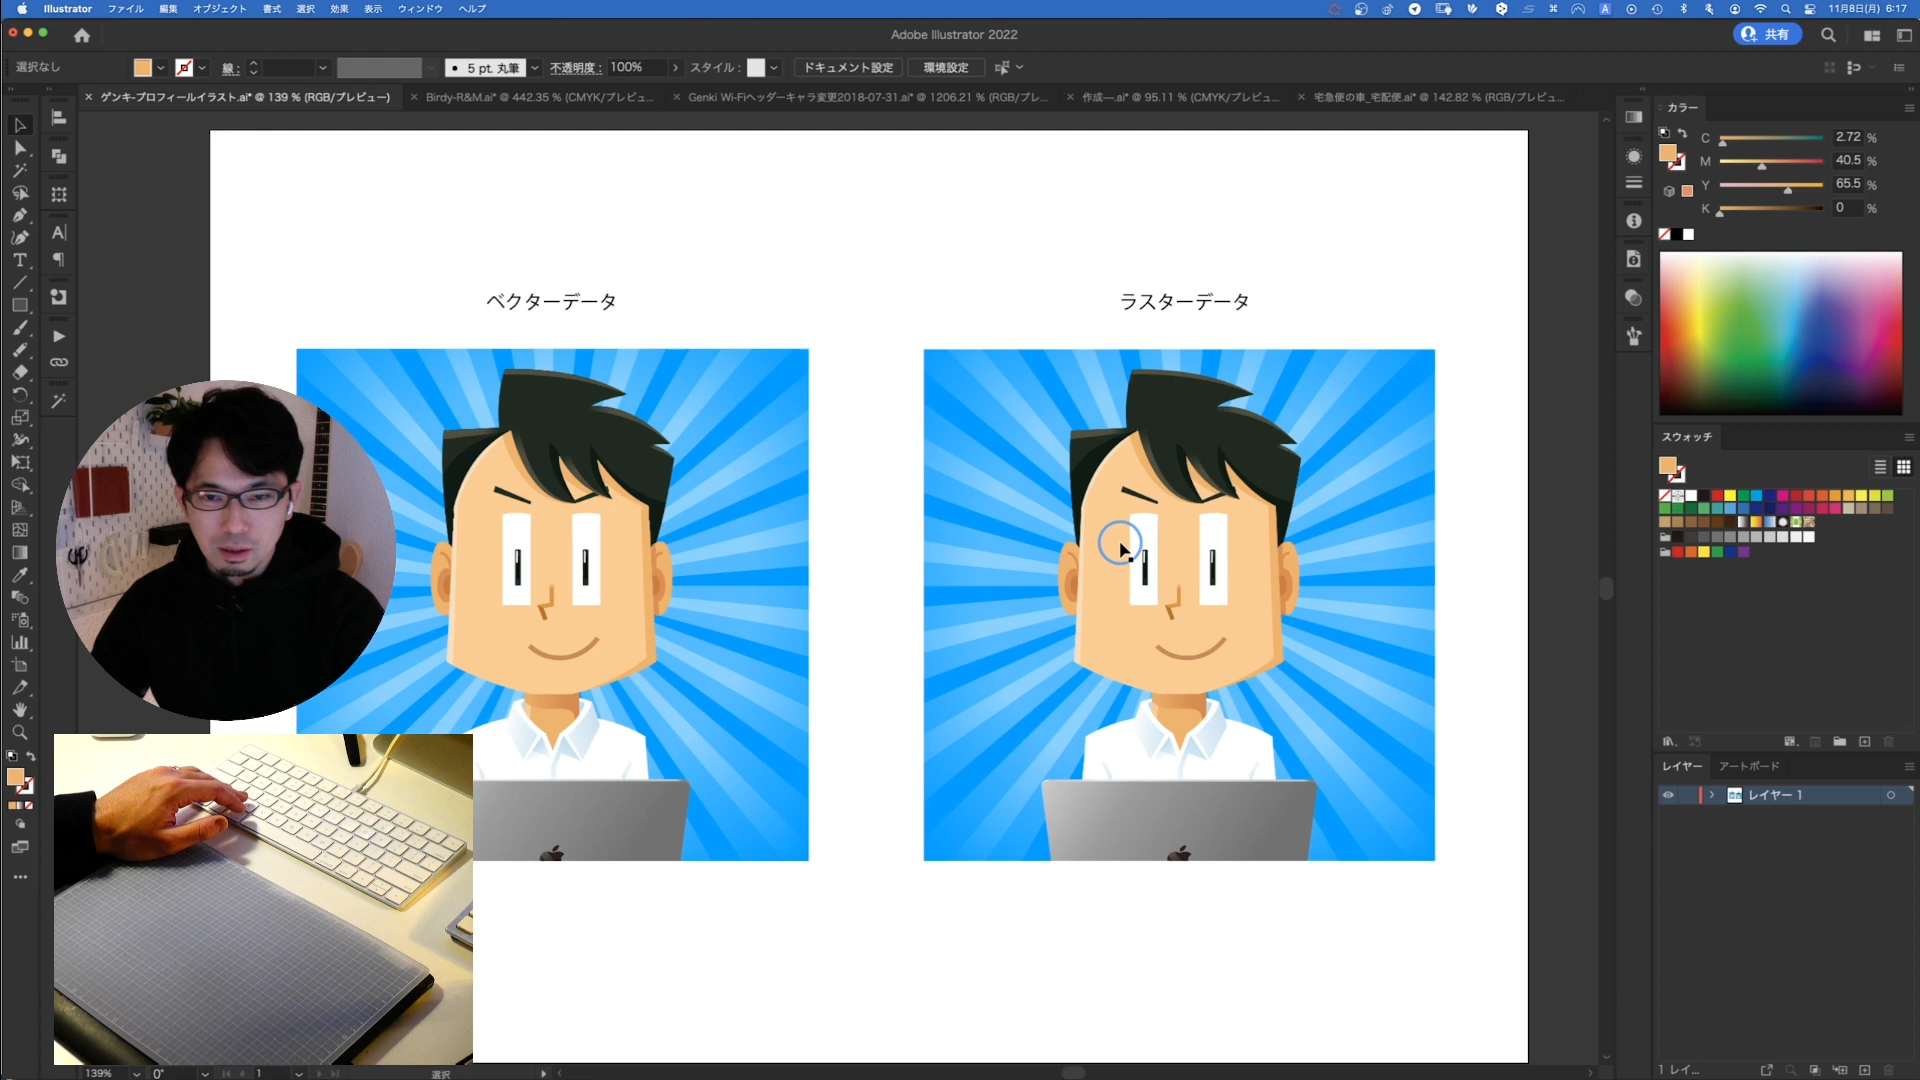 Illustrator ファイル 編集 オブジェクト 書式 選択 効果 表示 ウィンドウ ヘルプ
A
11月8日(月) 6:17
Adobe Illustrator 2022
共有
選択なし
線 :
5 pt. 丸筆
不透明度 :
100%
スタイル :
ドキュメント設定
環境設定
ゲンキ-プロフィールイラスト.ai* @ 139 % (RGB/プレビュー)
Birdy-R&M.ai* @ 442.35 % (CMYK/プレビュ...
Genki Wi-Fiヘッダーキャラ変更2018-07-31.ai* @ 1206.21 % (RGB/プレ...
作成---.ai* @ 95.11 % (CMYK/プレビュ...
宅急便の車_宅配便.ai* @ 142.82 % (RGB/プレビュ...
カラー
C 2.72 %
M 40.5 %
Y 65.5 %
K 0 %
ベクターデータ
ラスターデータ
スウォッチ
レイヤー アートボード
レイヤー 1
139%
0°
1
選択
1 レイ...